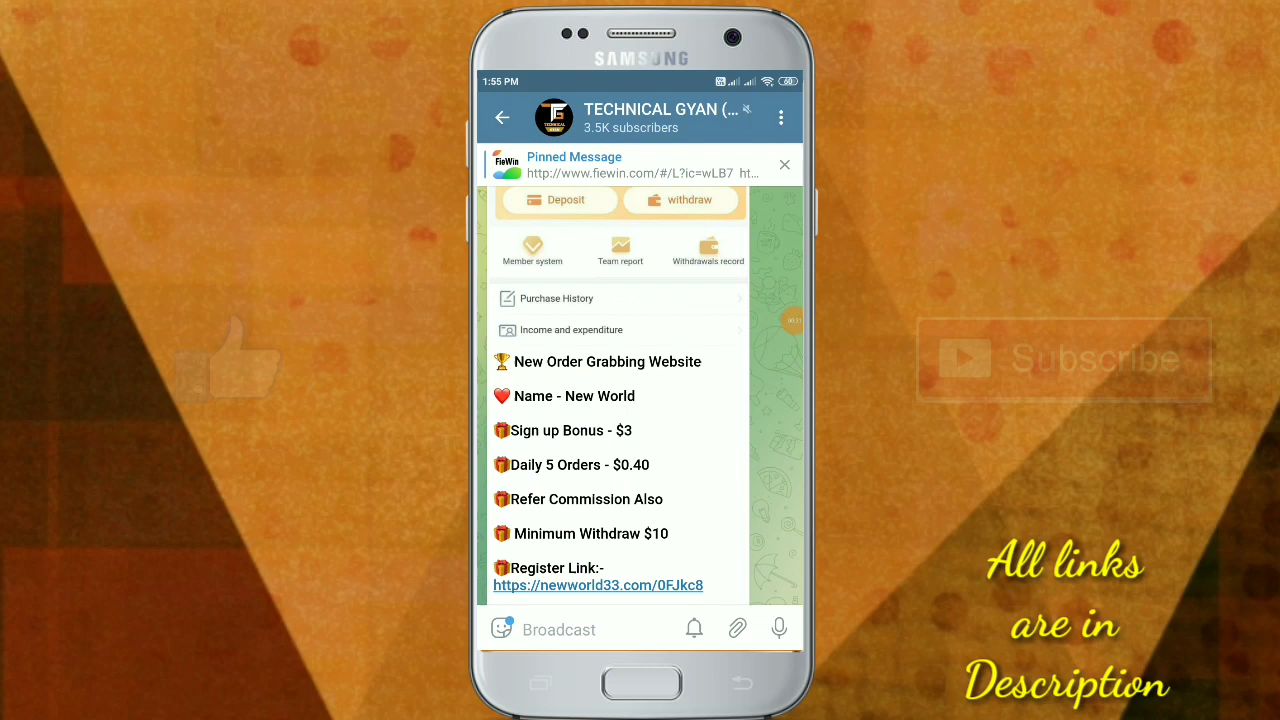 SAMSUNG
1:55 PM
60
TECHNICAL GYAN (...
3.5K subscribers
FieWin
Pinned Message
http://www.fiewin.com/#/L?ic=wLB7 ht...
Deposit
withdraw
Member system
Team report
Withdrawals record
Purchase History
Income and expenditure
🏆 New Order Grabbing Website
❤️ Name - New World
🎁Sign up Bonus - $3
🎁Daily 5 Orders - $0.40
🎁Refer Commission Also
🎁 Minimum Withdraw $10
🎁Register Link:-
https://newworld33.com/0FJkc8
Broadcast
Subscribe
All links
are in
Description